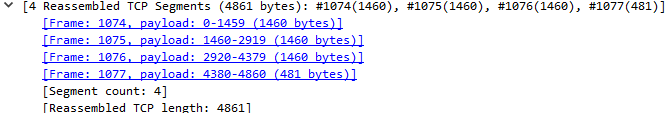 [4 Reassembled TCP Segments (4861 bytes): #1074(1460), #1075(1460), #1076(1460), #1077(481)]
[Frame: 1074, payload: 0-1459 (1460 bytes)]
[Frame: 1075, payload: 1460-2919 (1460 bytes)]
[Frame: 1076, payload: 2920-4379 (1460 bytes)]
[Frame: 1077, payload: 4380-4860 (481 bytes)]
[Segment count: 4]
[Reassembled TCP length: 4861]